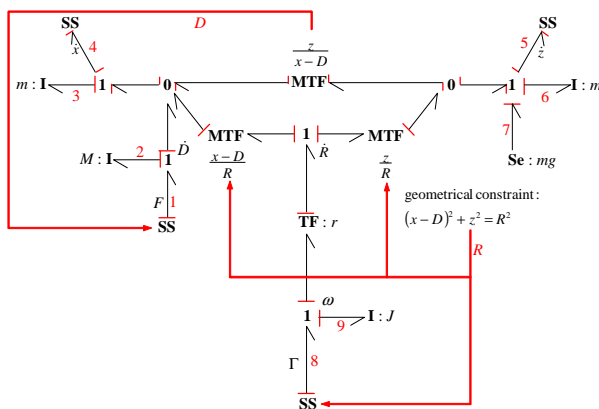 SS
D
SS
4
ẋ
z
x − D
5
ż
m : I
3
1
0
MTF
0
1
6
I : m
MTF
1
MTF
7
Ḋ
x − D
R
Ṙ
z
R
M : I
2
1
Se : mg
F
1
SS
geometrical constraint :
(x − D)² + z² = R²
TF : r
R
ω
1
9
I : J
Γ
8
SS